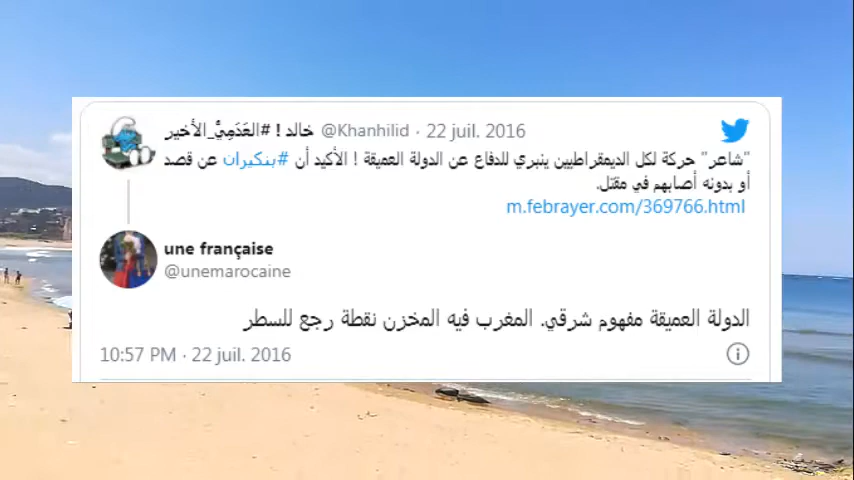 خالد ! #العَدَمِيُّ_الأخير @Khanhilid · 22 juil. 2016
"شاعر" حركة لكل الديمقراطيين ينبري للدفاع عن الدولة العميقة ! الأكيد أن #بنكيران عن قصد
أو بدونه أصابهم في مقتل.
m.febrayer.com/369766.html
une française
@unemarocaine
الدولة العميقة مفهوم شرقي. المغرب فيه المخزن نقطة رجع للسطر
10:57 PM · 22 juil. 2016